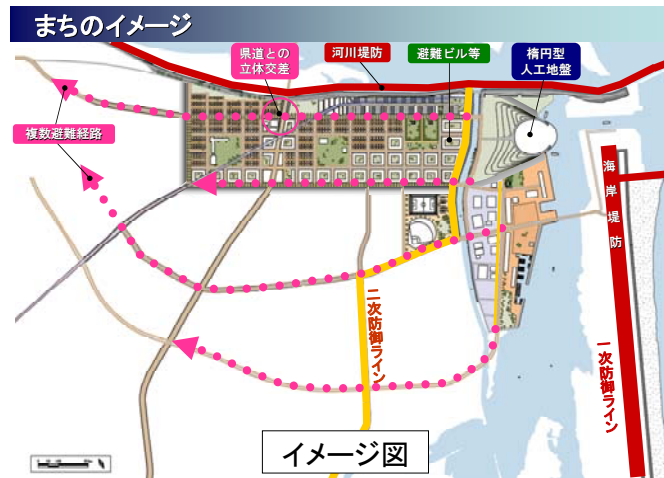 まちのイメージ
県道との
立体交差
河川堤防
避難ビル等
楕円型
人工地盤
複数避難経路
海岸堤防
二次防御ライン
一次防御ライン
イメージ図